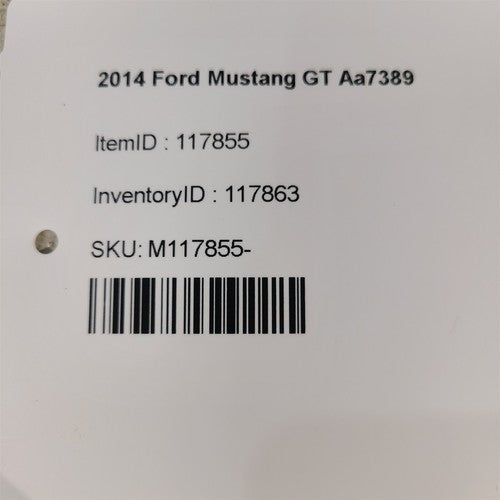 2014 Ford Mustang GT Aa7389
ItemID : 117855
InventoryID : 117863
SKU: M117855-